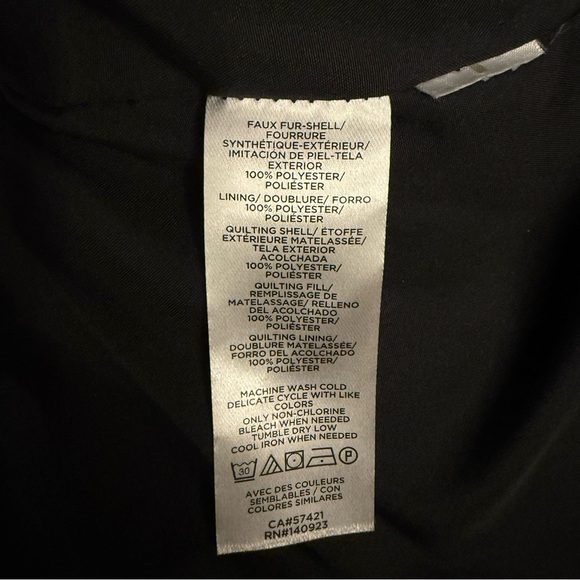 FAUX FUR-SHELL/
FOURRURE
SYNTHÉTIQUE-EXTÉRIEUR/
IMITACIÓN DE PIEL-TELA
EXTERIOR
100% POLYESTER/
POLIÉSTER
LINING/ DOUBLURE/ FORRO
100% POLYESTER/
POLIÉSTER
QUILTING SHELL/ ÉTOFFE
EXTÉRIEURE MATELASSÉE/
TELA EXTERIOR
ACOLCHADA
100% POLYESTER/
POLIÉSTER
QUILTING FILL/
REMPLISSAGE DE
MATELASSAGE/ RELLENO
DEL ACOLCHADO
100% POLYESTER/
POLIÉSTER
QUILTING LINING/
DOUBLURE MATELASSÉE/
FORRO DEL ACOLCHADO
100% POLYESTER/
POLIÉSTER
MACHINE WASH COLD
DELICATE CYCLE WITH LIKE
COLORS
ONLY NON-CHLORINE
BLEACH WHEN NEEDED
TUMBLE DRY LOW
COOL IRON WHEN NEEDED
30 P
AVEC DES COULEURS
SEMBLABLES / CON
COLORES SIMILARES
CA#57421
RN#140923